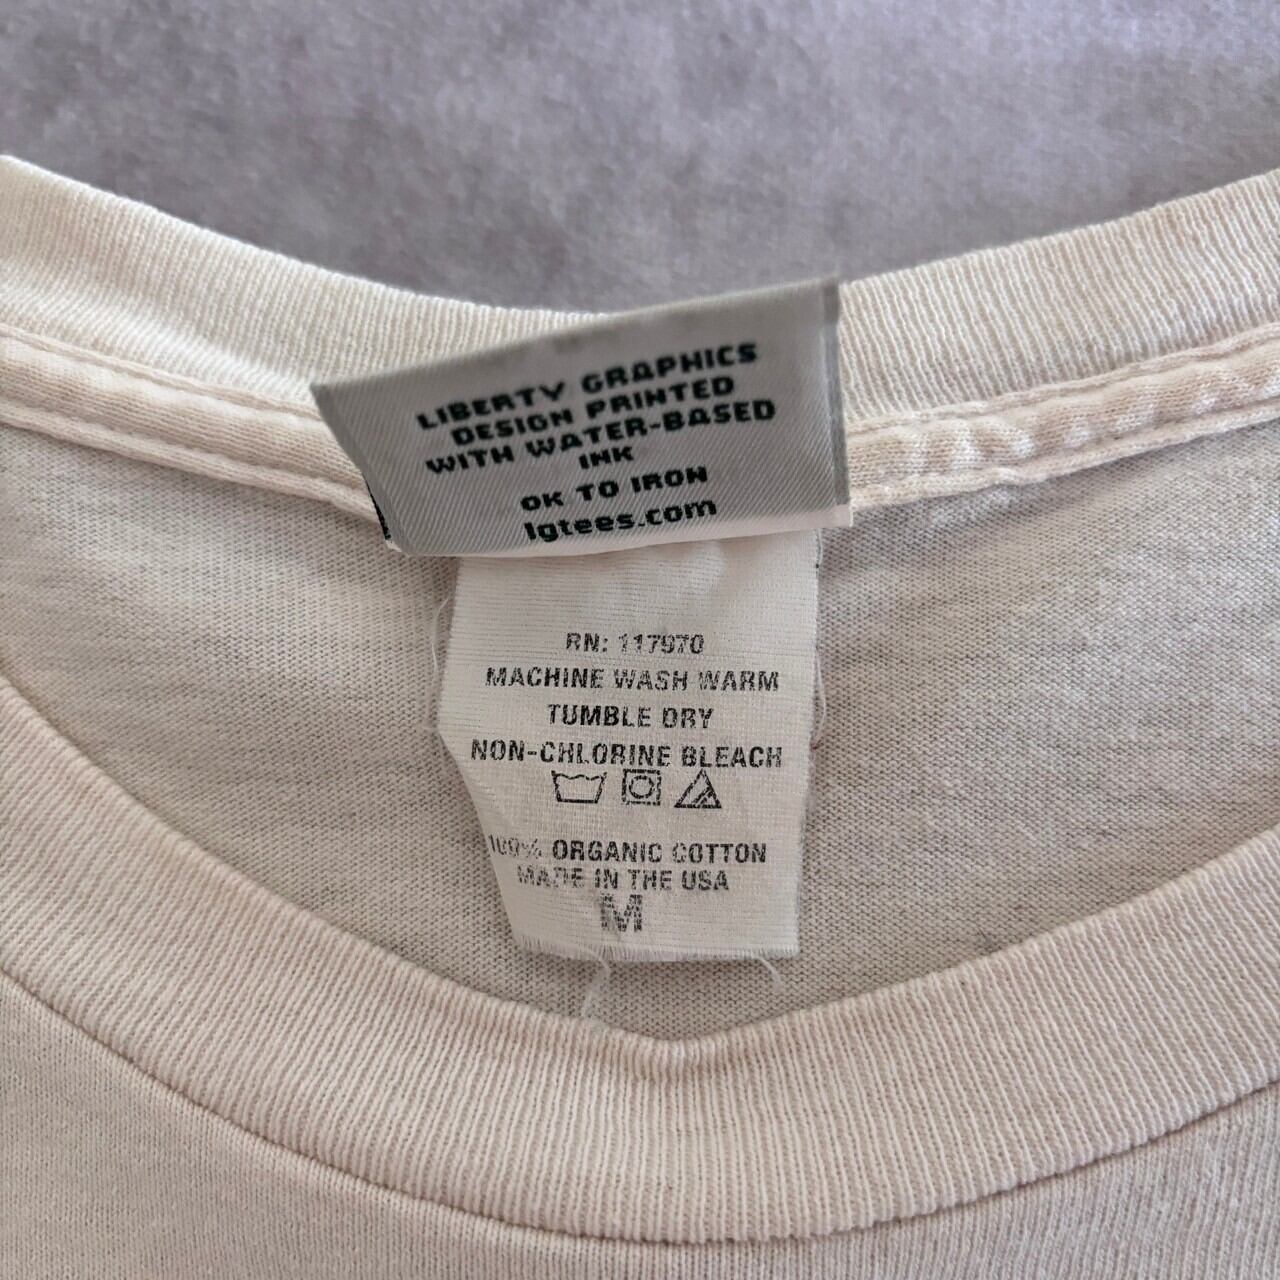 LIBERTY GRAPHICS
DESIGN PRINTED
WITH WATER-BASED
INK
OK TO IRON
lgtees.com
RN: 117970
MACHINE WASH WARM
TUMBLE DRY
NON-CHLORINE BLEACH
100% ORGANIC COTTON
MADE IN THE USA
M